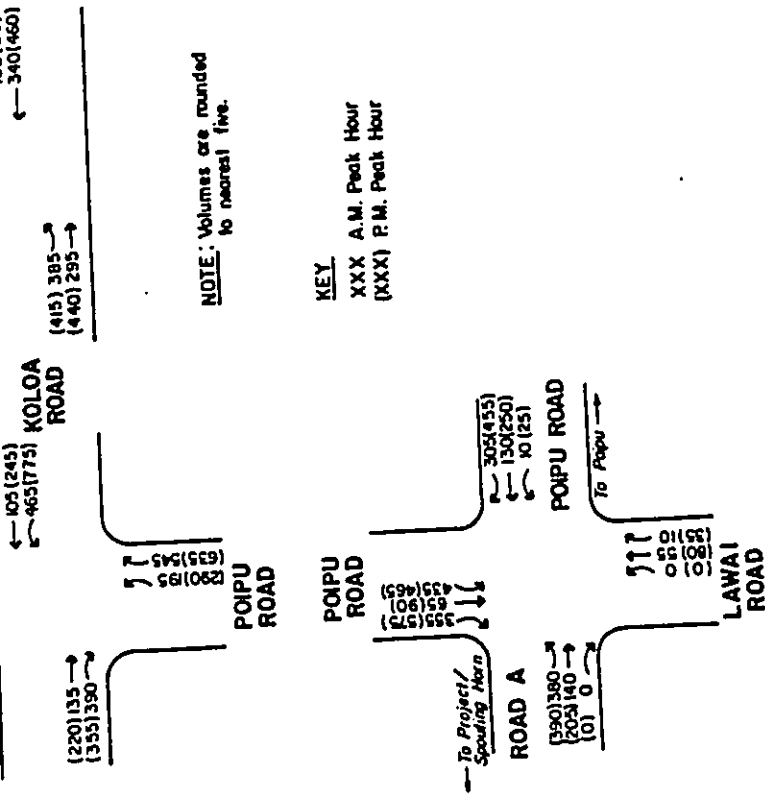 ← 340(460)
(415) 385
(440) 295 →
← 105(245)
465(775)
KOLOA
ROAD
(220)135 →
(355)390
(290)195
(635)545
POIPU
ROAD
NOTE: Volumes are rounded
to nearest five.
KEY
XXX A.M. Peak Hour
(XXX) P.M. Peak Hour
POIPU
ROAD
355(575)
65(90)
435(465)
305(455)
← 130(250)
10(25)
POIPU ROAD
To Papu →
← To Project/
Spouting Horn
ROAD A
(390)380
(205)140 →
(0) 0
(0) 0
(80) 55
(35)10
LAWAI
ROAD